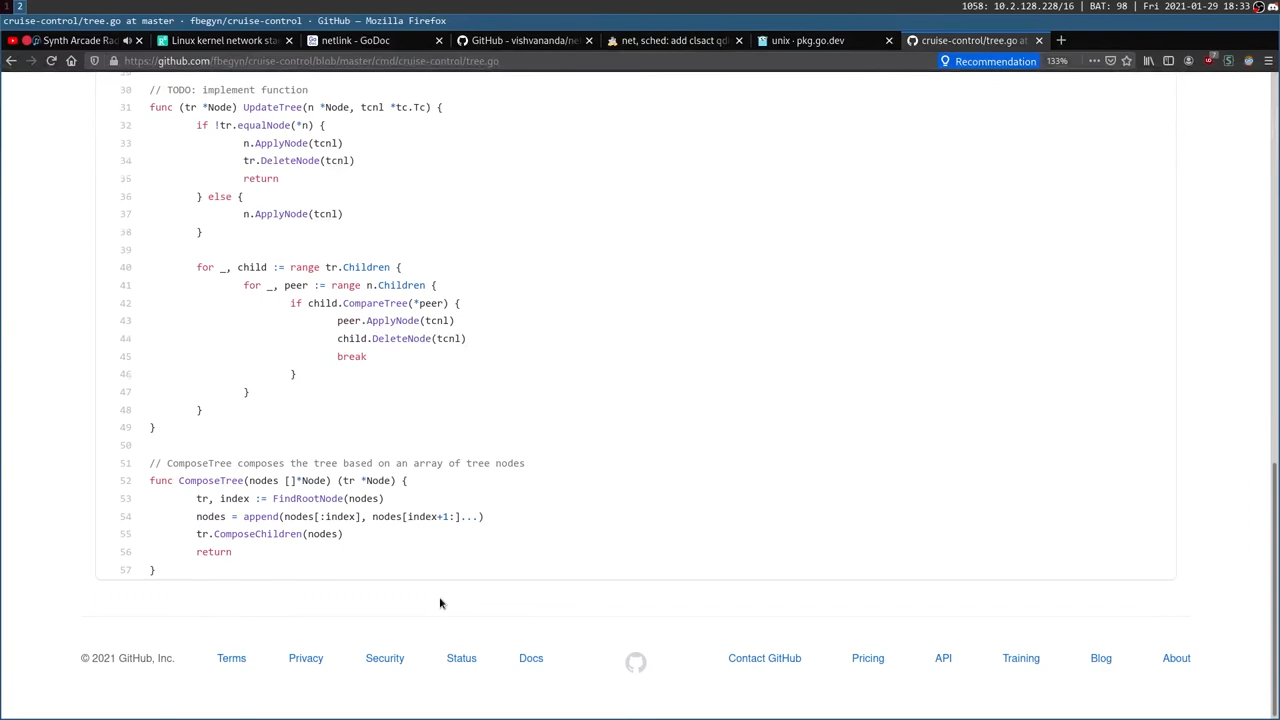 1 2 1058: 10.2.128.228/16 | BAT: 98 | Fri 2021-01-29 18:33
cruise-control/tree.go at master · fbegyn/cruise-control · GitHub — Mozilla Firefox
Synth Arcade Rad Linux kernel network sta netlink - GoDoc GitHub - vishvananda/ne net, sched: add clsact qd unix · pkg.go.dev cruise-control/tree.go at
https://github.com/fbegyn/cruise-control/blob/master/cmd/cruise-control/tree.go Recommendation 133%
29
30 // TODO: implement function
31 func (tr *Node) UpdateTree(n *Node, tcnl *tc.Tc) {
32 if !tr.equalNode(*n) {
33 n.ApplyNode(tcnl)
34 tr.DeleteNode(tcnl)
35 return
36 } else {
37 n.ApplyNode(tcnl)
38 }
39
40 for _, child := range tr.Children {
41 for _, peer := range n.Children {
42 if child.CompareTree(*peer) {
43 peer.ApplyNode(tcnl)
44 child.DeleteNode(tcnl)
45 break
46 }
47 }
48 }
49 }
50
51 // ComposeTree composes the tree based on an array of tree nodes
52 func ComposeTree(nodes []*Node) (tr *Node) {
53 tr, index := FindRootNode(nodes)
54 nodes = append(nodes[:index], nodes[index+1:]...)
55 tr.ComposeChildren(nodes)
56 return
57 }
© 2021 GitHub, Inc. Terms Privacy Security Status Docs Contact GitHub Pricing API Training Blog About